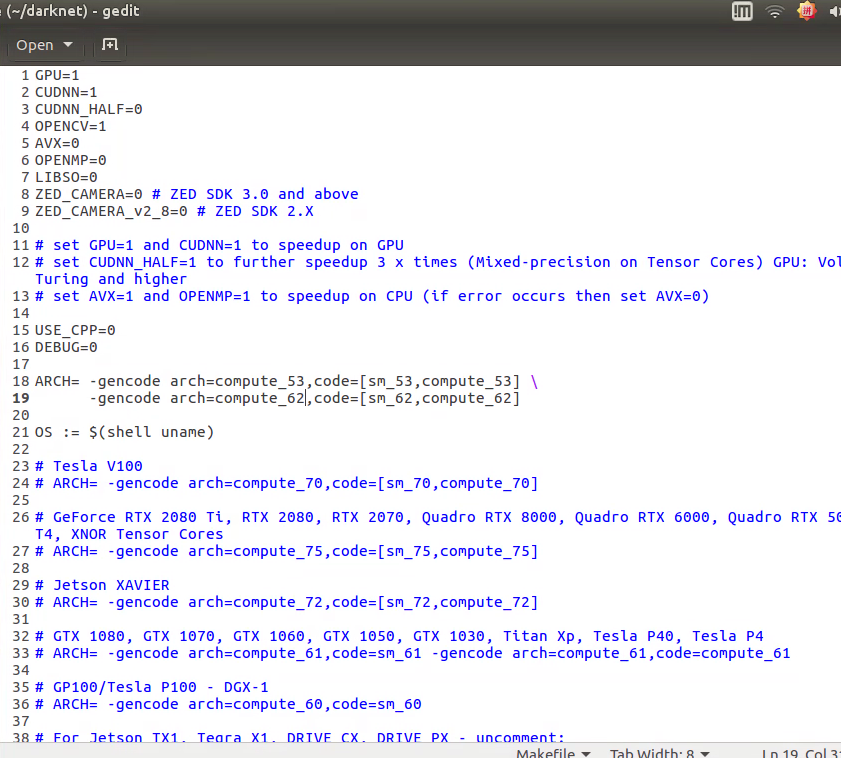 (~/darknet) - gedit
Open
1 GPU=1
2 CUDNN=1
3 CUDNN_HALF=0
4 OPENCV=1
5 AVX=0
6 OPENMP=0
7 LIBSO=0
8 ZED_CAMERA=0 # ZED SDK 3.0 and above
9 ZED_CAMERA_v2_8=0 # ZED SDK 2.X
10
11 # set GPU=1 and CUDNN=1 to speedup on GPU
12 # set CUDNN_HALF=1 to further speedup 3 x times (Mixed-precision on Tensor Cores) GPU: Vol
Turing and higher
13 # set AVX=1 and OPENMP=1 to speedup on CPU (if error occurs then set AVX=0)
14
15 USE_CPP=0
16 DEBUG=0
17
18 ARCH= -gencode arch=compute_53,code=[sm_53,compute_53] \
19 -gencode arch=compute_62,code=[sm_62,compute_62]
20
21 OS := $(shell uname)
22
23 # Tesla V100
24 # ARCH= -gencode arch=compute_70,code=[sm_70,compute_70]
25
26 # GeForce RTX 2080 Ti, RTX 2080, RTX 2070, Quadro RTX 8000, Quadro RTX 6000, Quadro RTX 50
T4, XNOR Tensor Cores
27 # ARCH= -gencode arch=compute_75,code=[sm_75,compute_75]
28
29 # Jetson XAVIER
30 # ARCH= -gencode arch=compute_72,code=[sm_72,compute_72]
31
32 # GTX 1080, GTX 1070, GTX 1060, GTX 1050, GTX 1030, Titan Xp, Tesla P40, Tesla P4
33 # ARCH= -gencode arch=compute_61,code=sm_61 -gencode arch=compute_61,code=compute_61
34
35 # GP100/Tesla P100 - DGX-1
36 # ARCH= -gencode arch=compute_60,code=sm_60
37
38 # For Jetson TX1, Tegra X1, DRIVE CX, DRIVE PX - uncomment:
Makefile Tab Width: 8 Ln 19, Col 31